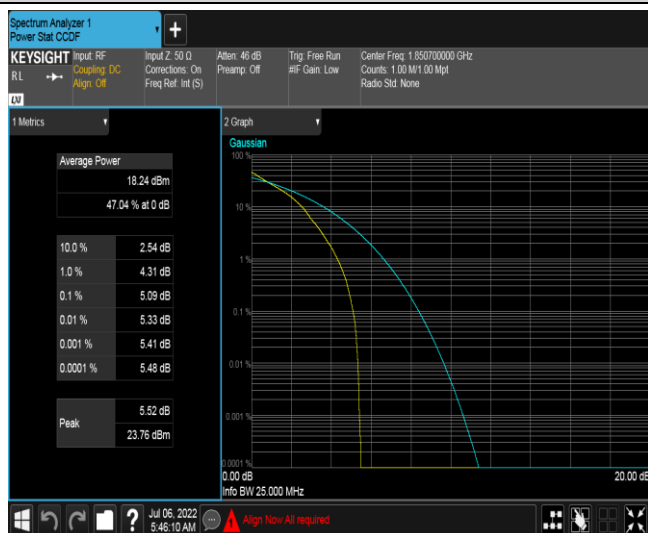 Spectrum Analyzer 1
Power Stat CCDF
KEYSIGHT
RL
LXI
Input: RF
Coupling: DC
Align: Off
Input Z: 50 Ω
Corrections: On
Freq Ref: Int (S)
Atten: 46 dB
Preamp: Off
Trig: Free Run
#IF Gain: Low
Center Freq: 1.850700000 GHz
Counts: 1.00 M/1.00 Mpt
Radio Std: None
1 Metrics
Average Power
18.24 dBm
47.04 % at 0 dB
10.0 % 2.54 dB
1.0 % 4.31 dB
0.1 % 5.09 dB
0.01 % 5.33 dB
0.001 % 5.41 dB
0.0001 % 5.48 dB
Peak 5.52 dB
23.76 dBm
2 Graph
Gaussian
100 %
10 %
1 %
0.1 %
0.01 %
0.001 %
0.0001 %
0.00 dB 20.00 dB
Info BW 25.000 MHz
Jul 06, 2022
5:46:10 AM
Align Now All required